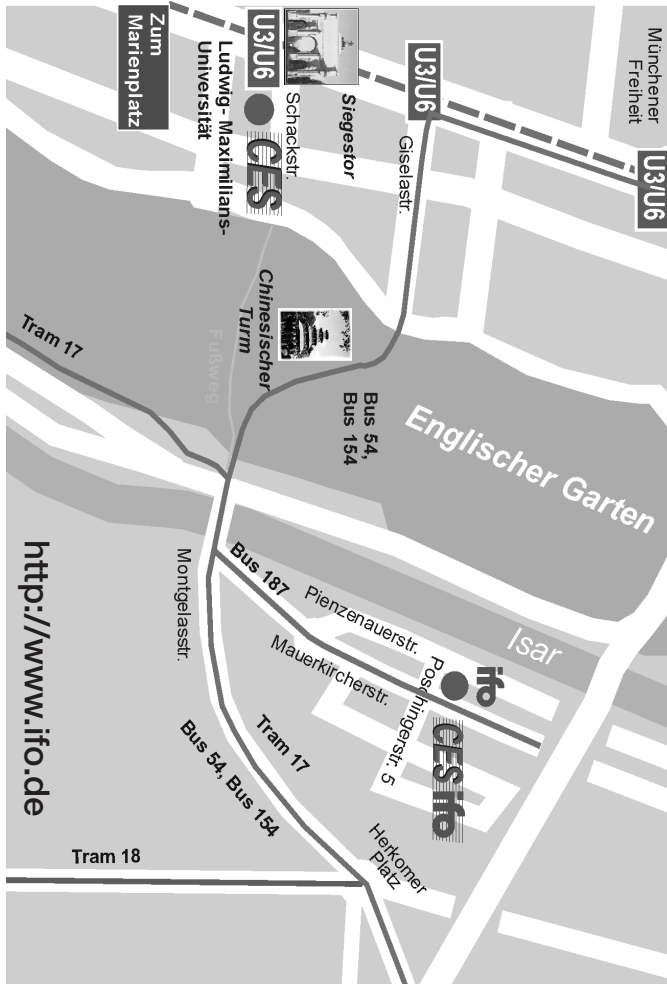 Münchener
Freiheit
U3/U6
U3/U6
Giselastr.
Siegestor
U3/U6
Schackstr.
CES
Ludwig- Maximilians-
Universität
Zum
Marienplatz
Chinesischer
Turm
Fußweg
Tram 17
Bus 54,
Bus 154
Englischer Garten
Isar
Bus 187
Pienzenauerstr.
Mauerkircherstr.
Montgelasstr.
ifo
Poschingerstr. 5
CESifo
Tram 17
Bus 54, Bus 154
Herkomer
Platz
Tram 18
http://www.ifo.de